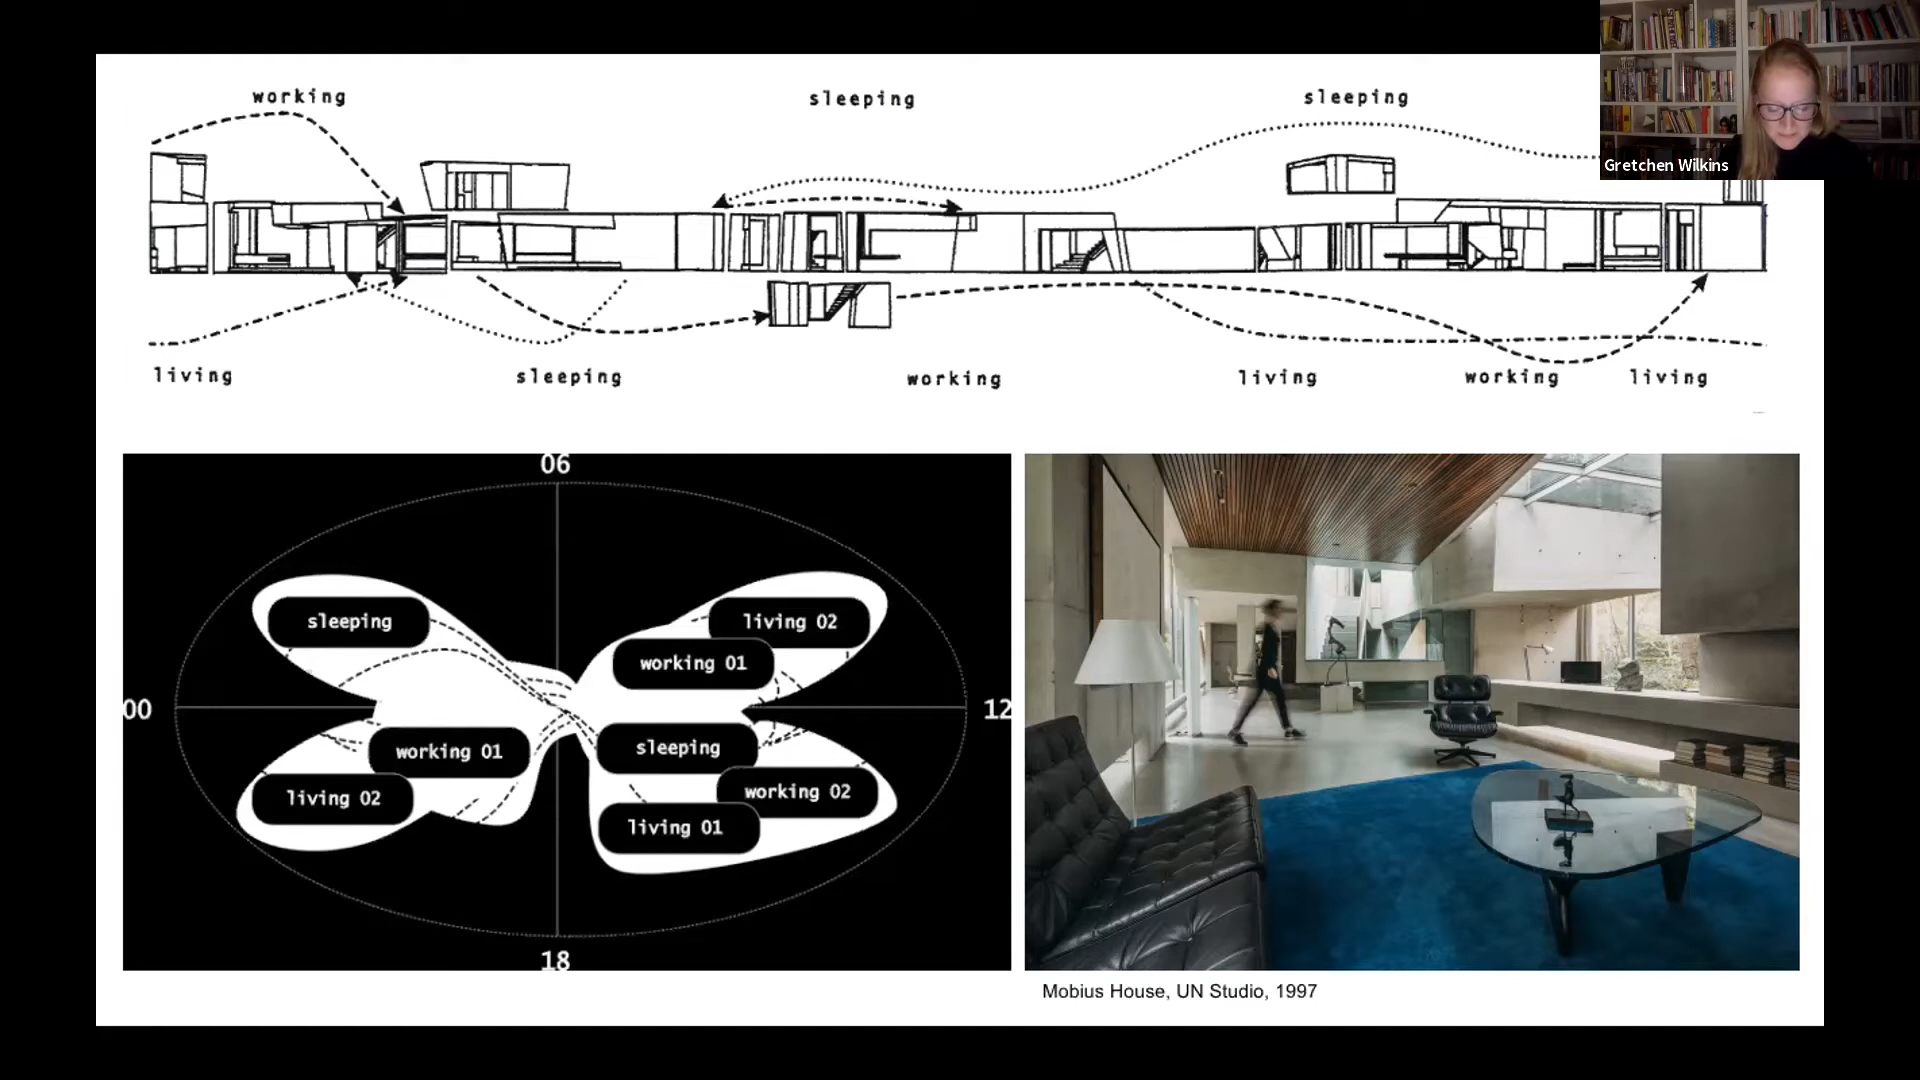 working
sleeping
sleeping
Gretchen Wilkins
living
sleeping
working
living
working
living
06
sleeping
living 02
working 01
00
12
working 01
sleeping
living 02
working 02
living 01
18
Mobius House, UN Studio, 1997